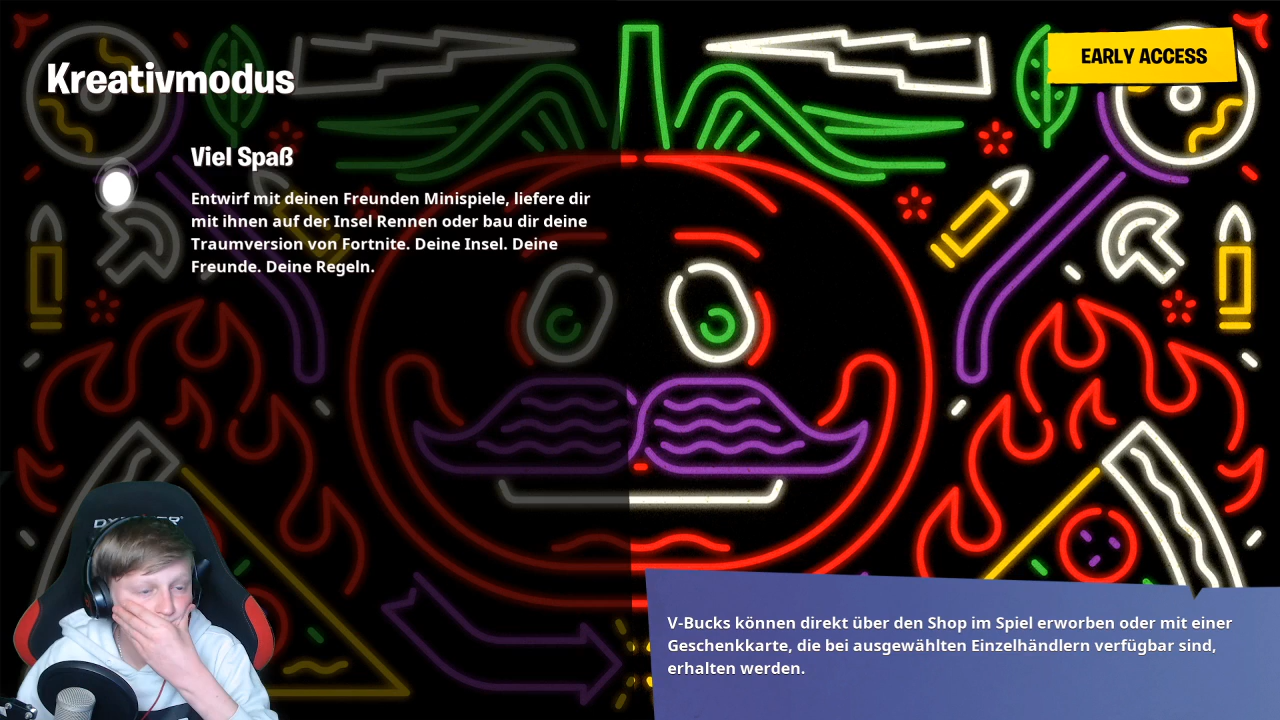 EARLY ACCESS
Kreativmodus
Viel Spaß
Entwirf mit deinen Freunden Minispiele, liefere dir
mit ihnen auf der Insel Rennen oder bau dir deine
Traumversion von Fortnite. Deine Insel. Deine
Freunde. Deine Regeln.
V-Bucks können direkt über den Shop im Spiel erworben oder mit einer
Geschenkkarte, die bei ausgewählten Einzelhändlern verfügbar sind,
erhalten werden.